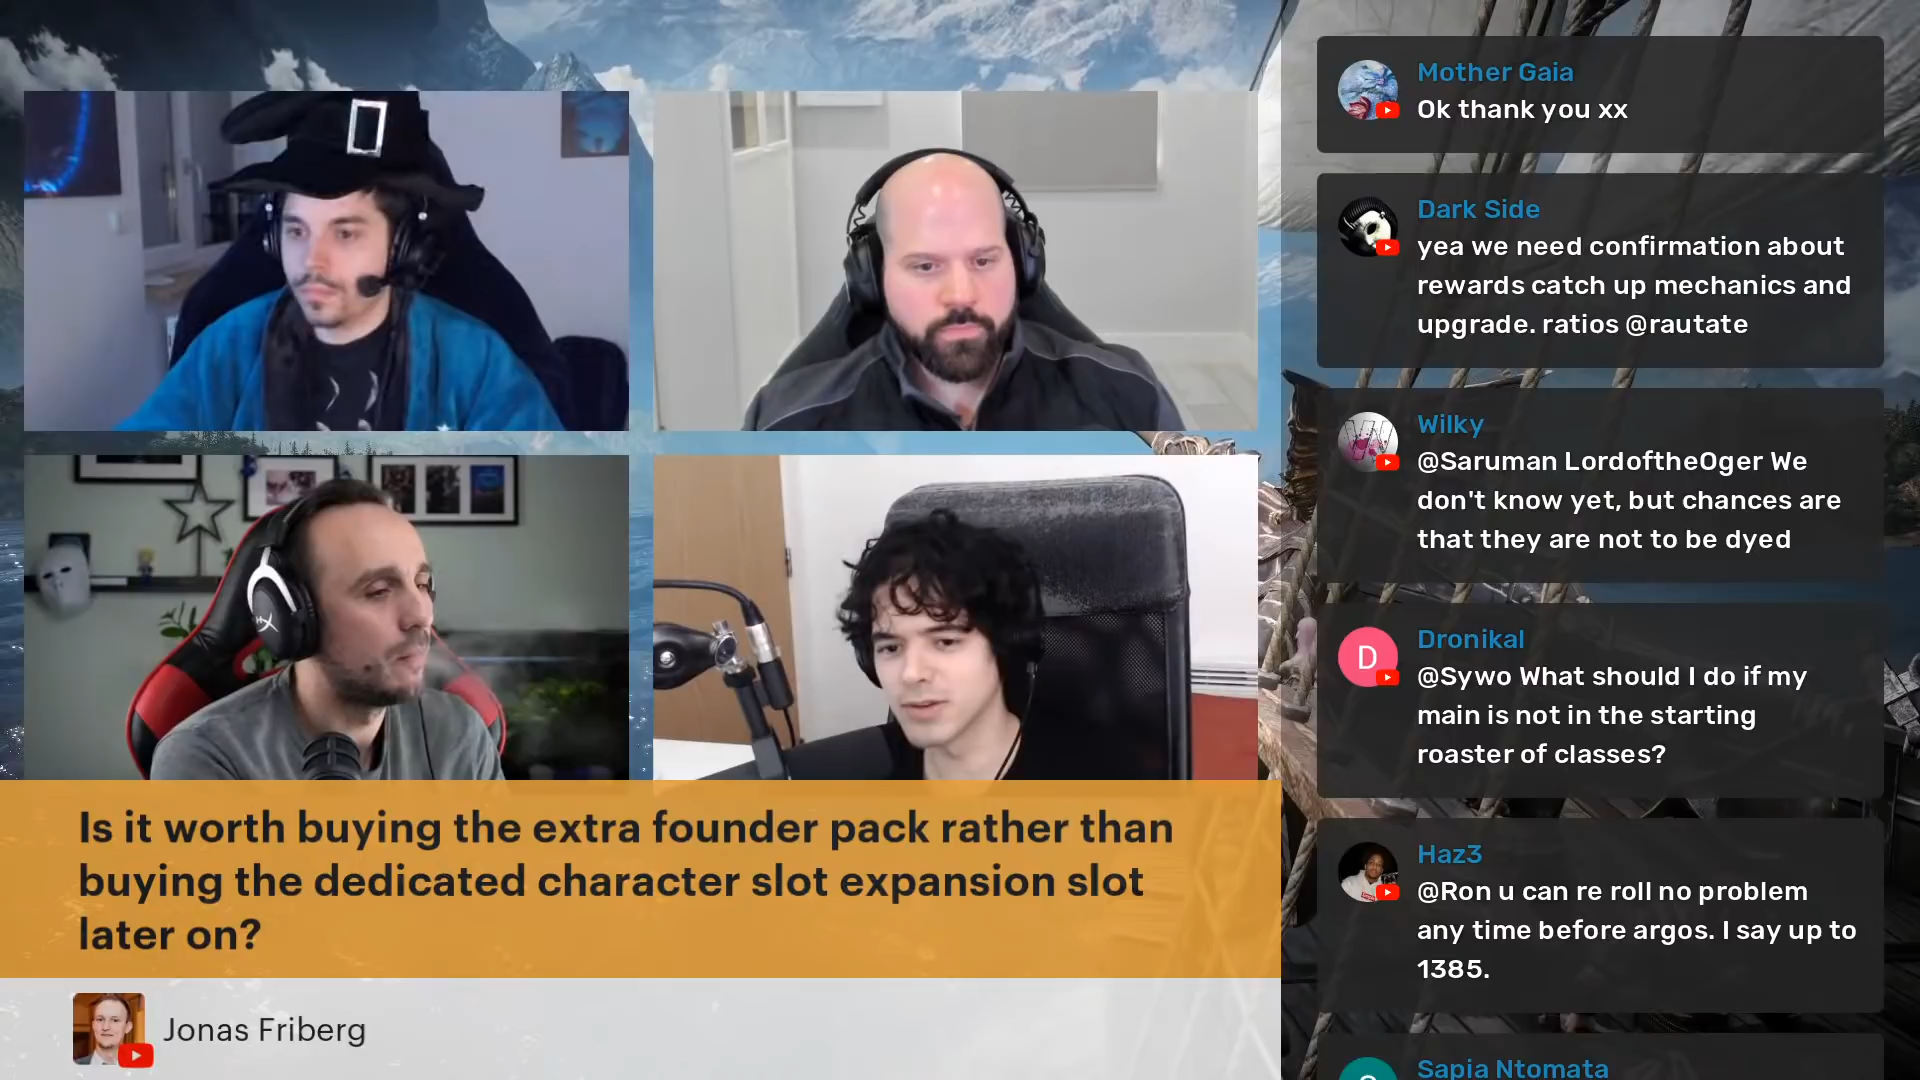 Is it worth buying the extra founder pack rather than
buying the dedicated character slot expansion slot
later on?
Jonas Friberg
Mother Gaia
Ok thank you xx
Dark Side
yea we need confirmation about
rewards catch up mechanics and
upgrade. ratios @rautate
Wilky
@Saruman LordoftheOger We
don't know yet, but chances are
that they are not to be dyed
D
Dronikal
@Sywo What should I do if my
main is not in the starting
roaster of classes?
Haz3
@Ron u can re roll no problem
any time before argos. I say up to
1385.
Sapia Ntomata